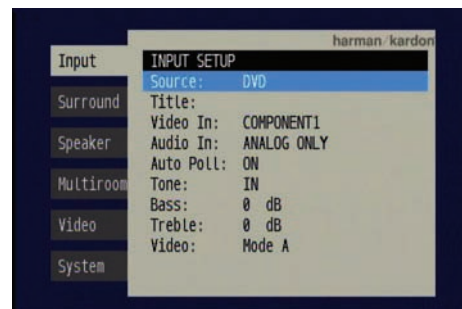 harman/kardon
Input
Surround
Speaker
Multiroom
Video
System
INPUT SETUP
Source: DVD
Title:
Video In: COMPONENT1
Audio In: ANALOG ONLY
Auto Poll: ON
Tone: IN
Bass: 0 dB
Treble: 0 dB
Video: Mode A